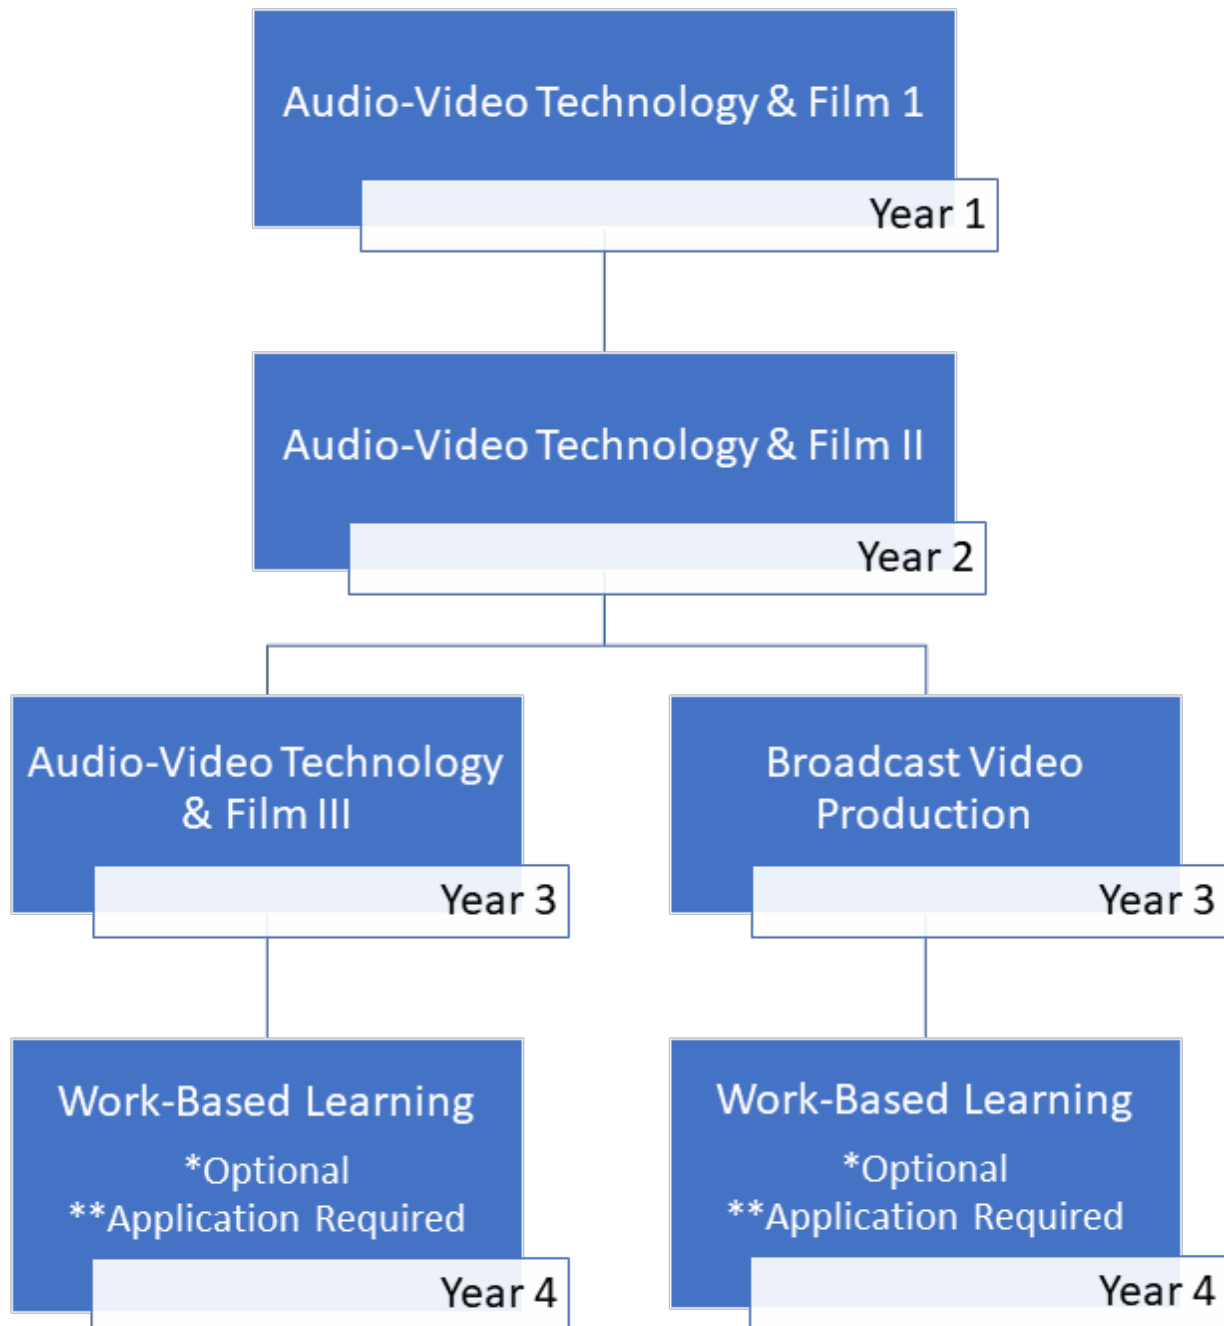 Audio-Video Technology & Film 1
Year 1
Audio-Video Technology & Film II
Year 2
Audio-Video Technology
& Film III
Year 3
Broadcast Video
Production
Year 3
Work-Based Learning
*Optional
**Application Required
Year 4
Work-Based Learning
*Optional
**Application Required
Year 4